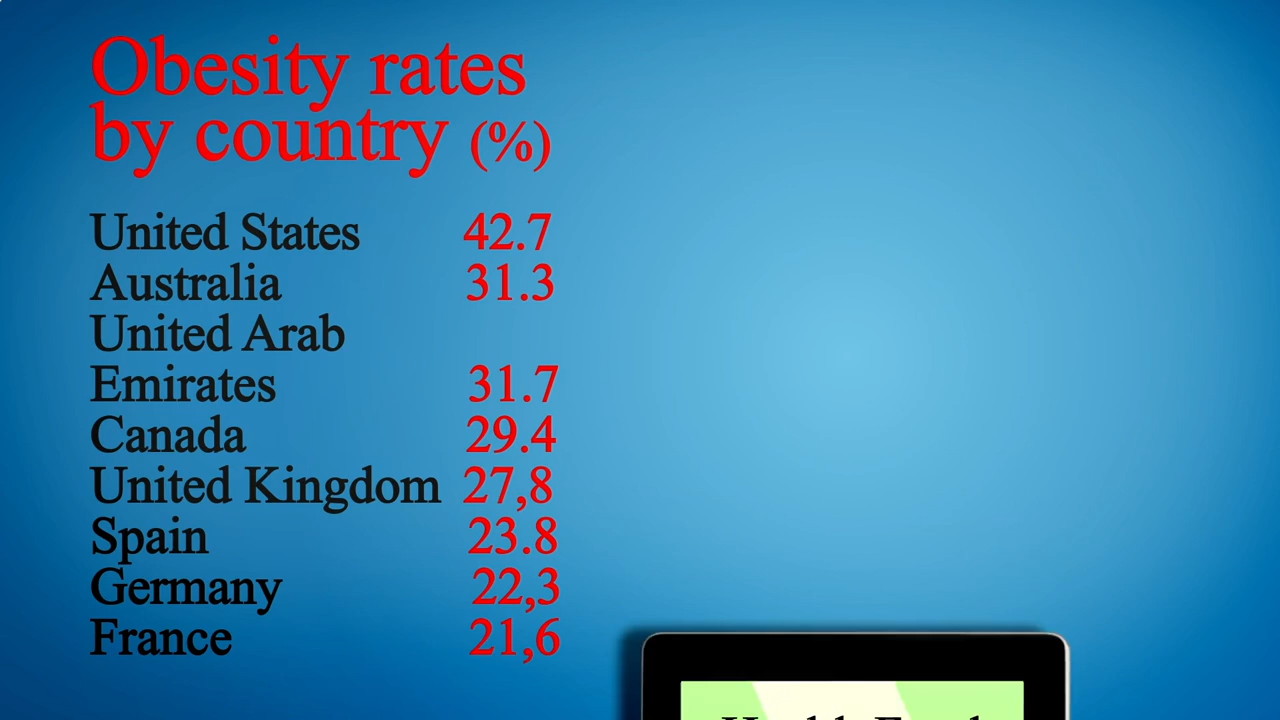 Obesity rates
by country (%)
United States 42.7
Australia 31.3
United Arab
Emirates 31.7
Canada 29.4
United Kingdom 27,8
Spain 23.8
Germany 22,3
France 21,6